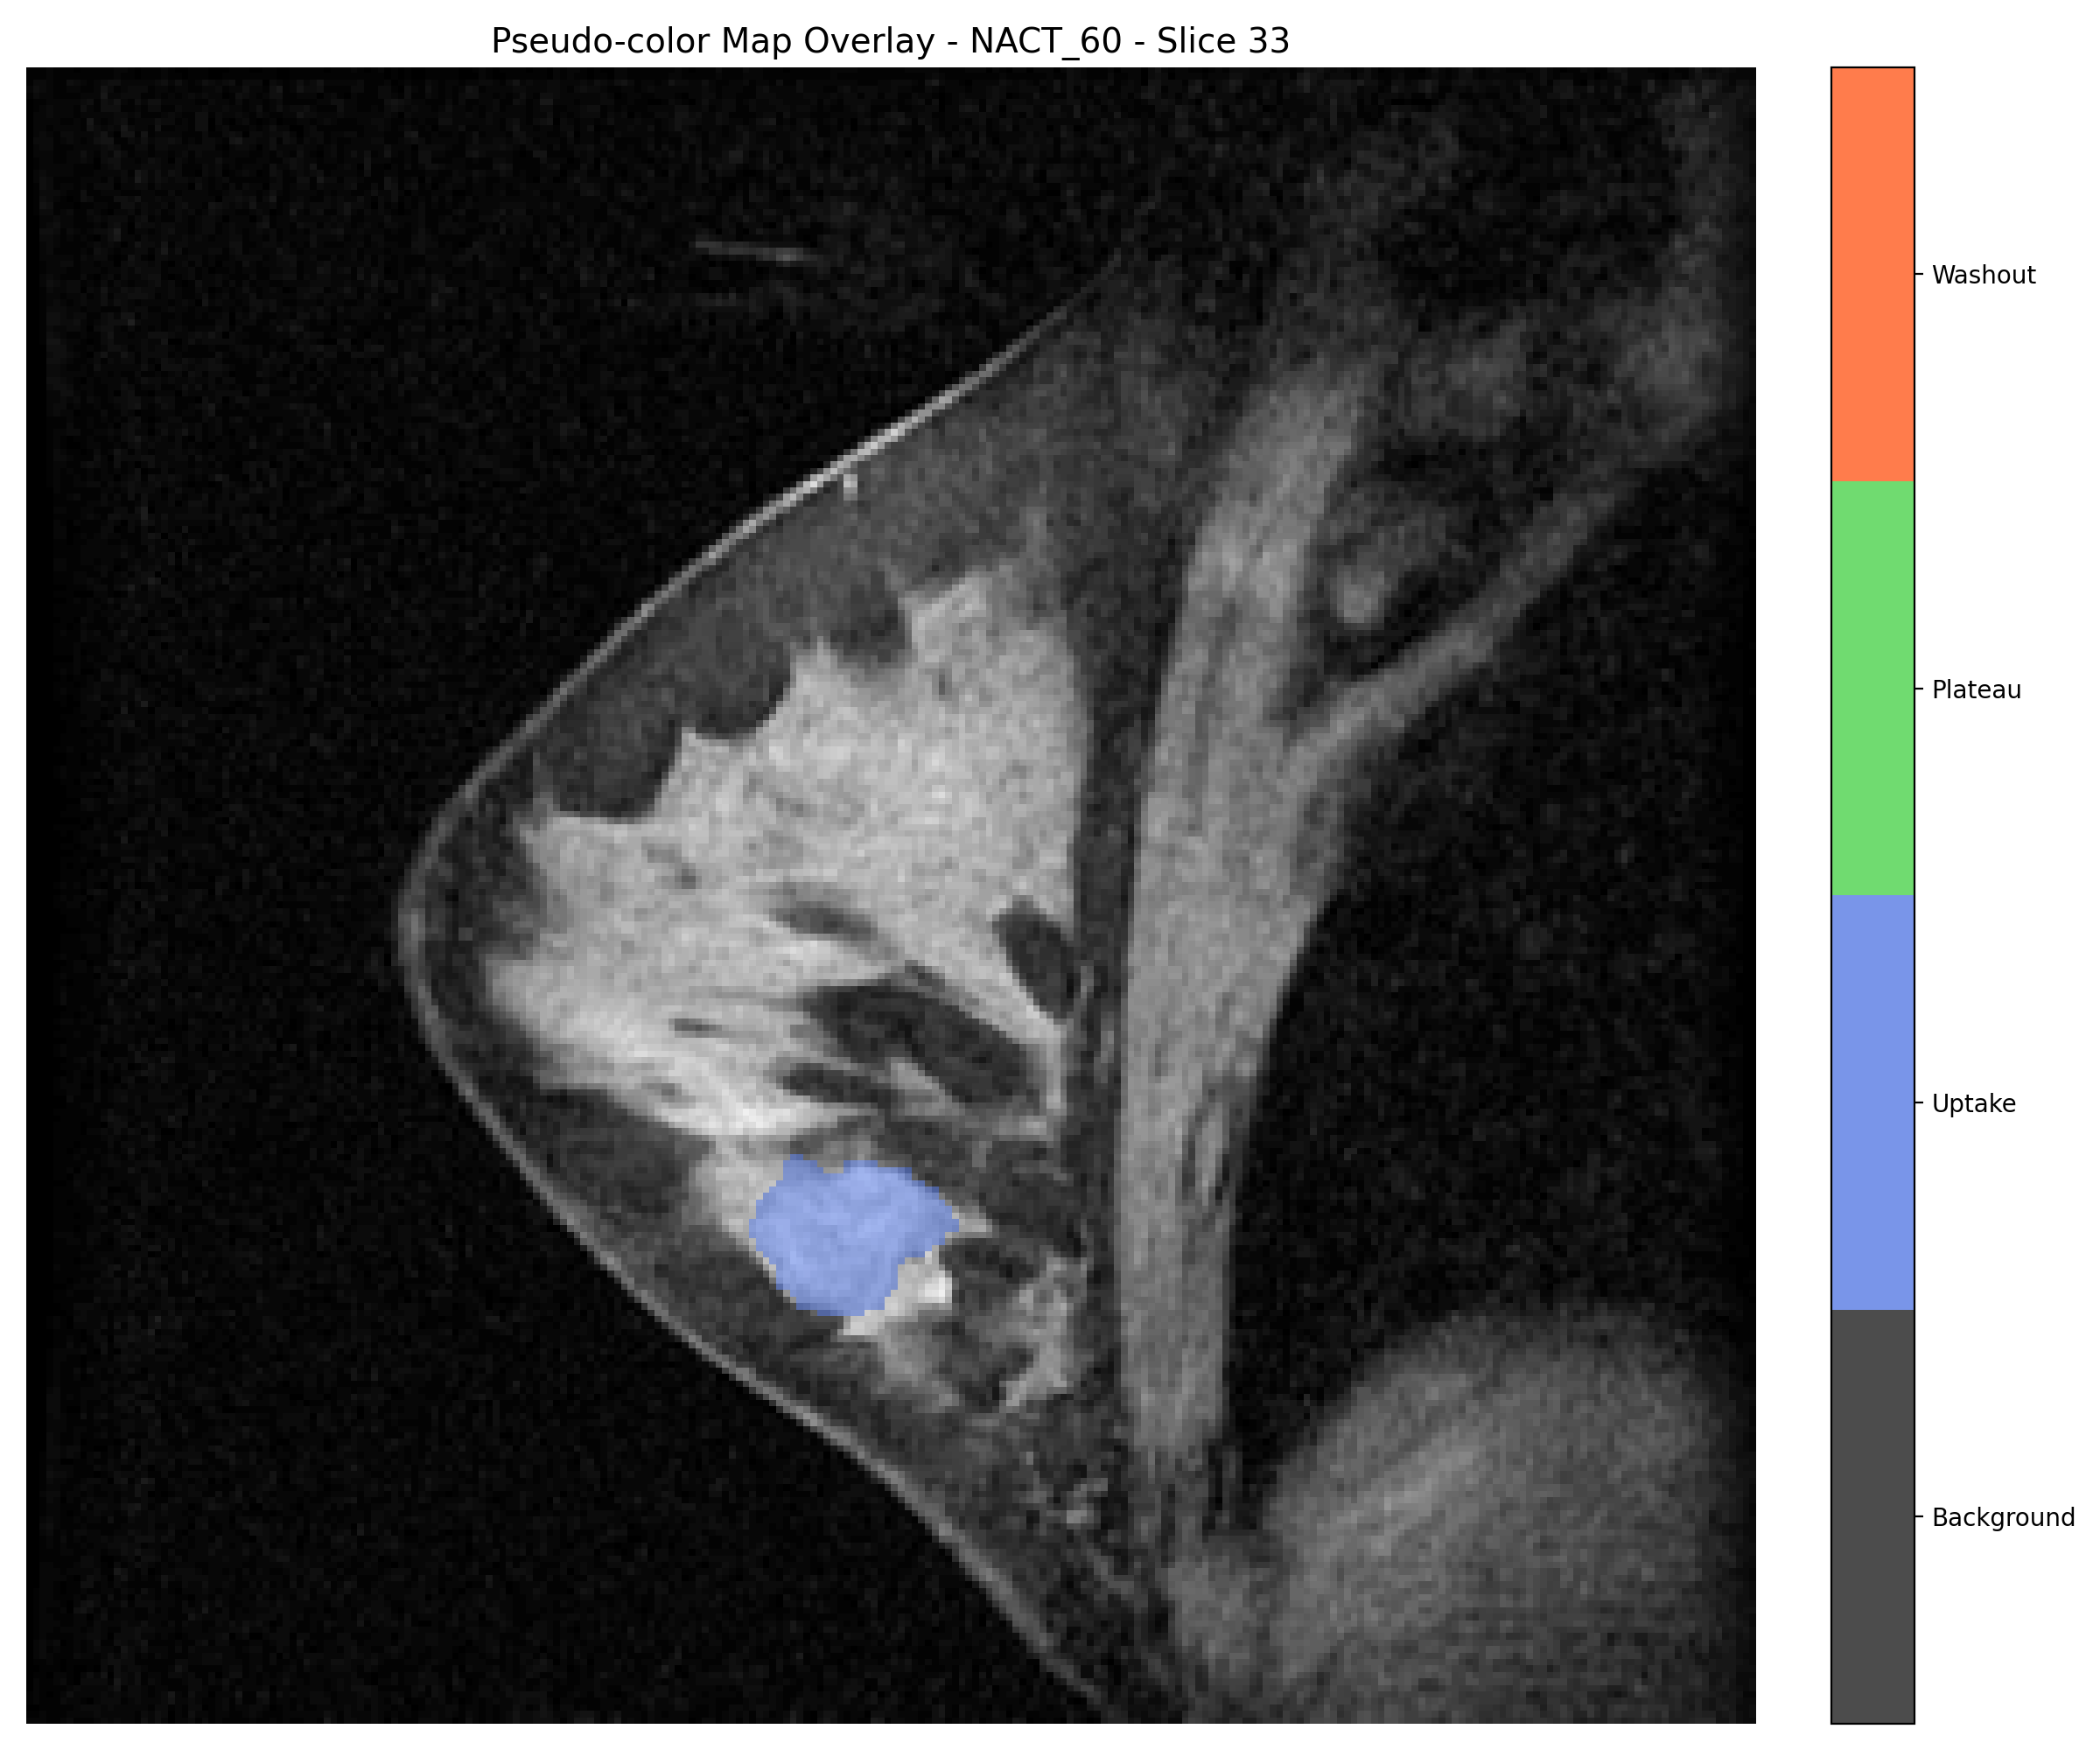 Pseudo-color Map Overlay - NACT_60 - Slice 33
Washout
Plateau
Uptake
Background